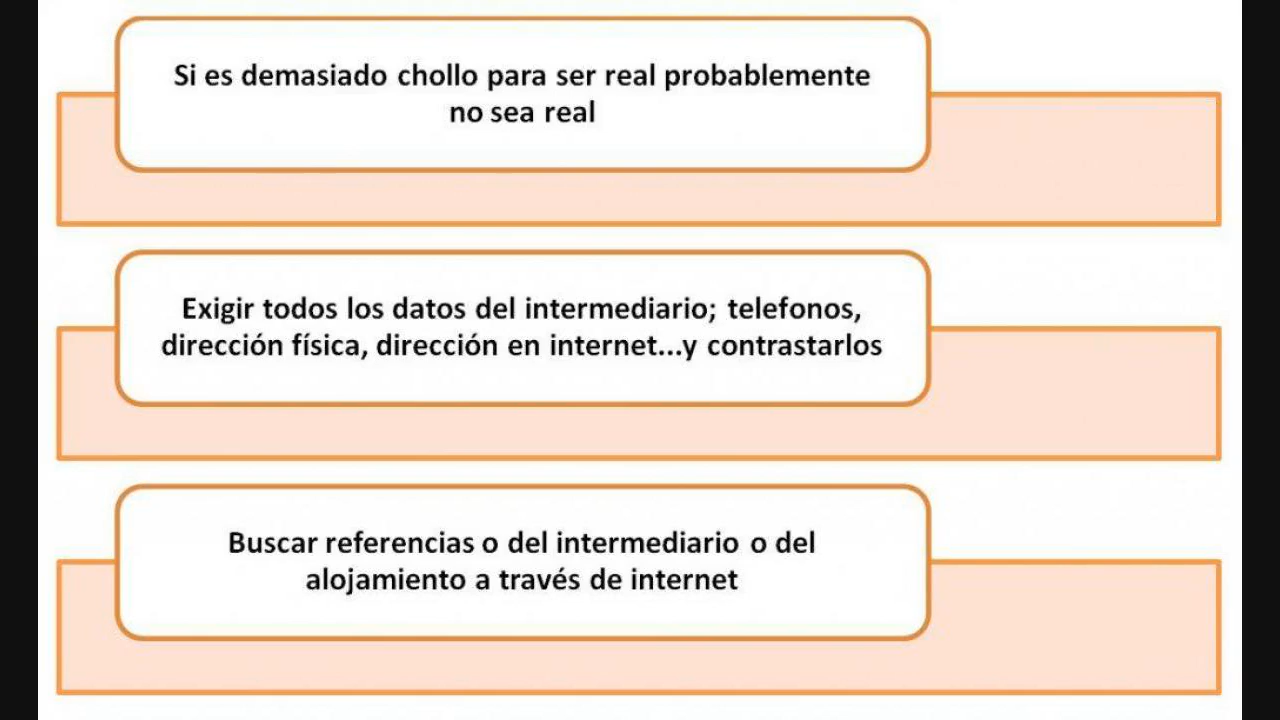 Si es demasiado chollo para ser real probablemente
no sea real
Exigir todos los datos del intermediario; telefonos,
dirección física, dirección en internet...y contrastarlos
Buscar referencias o del intermediario o del
alojamiento a través de internet